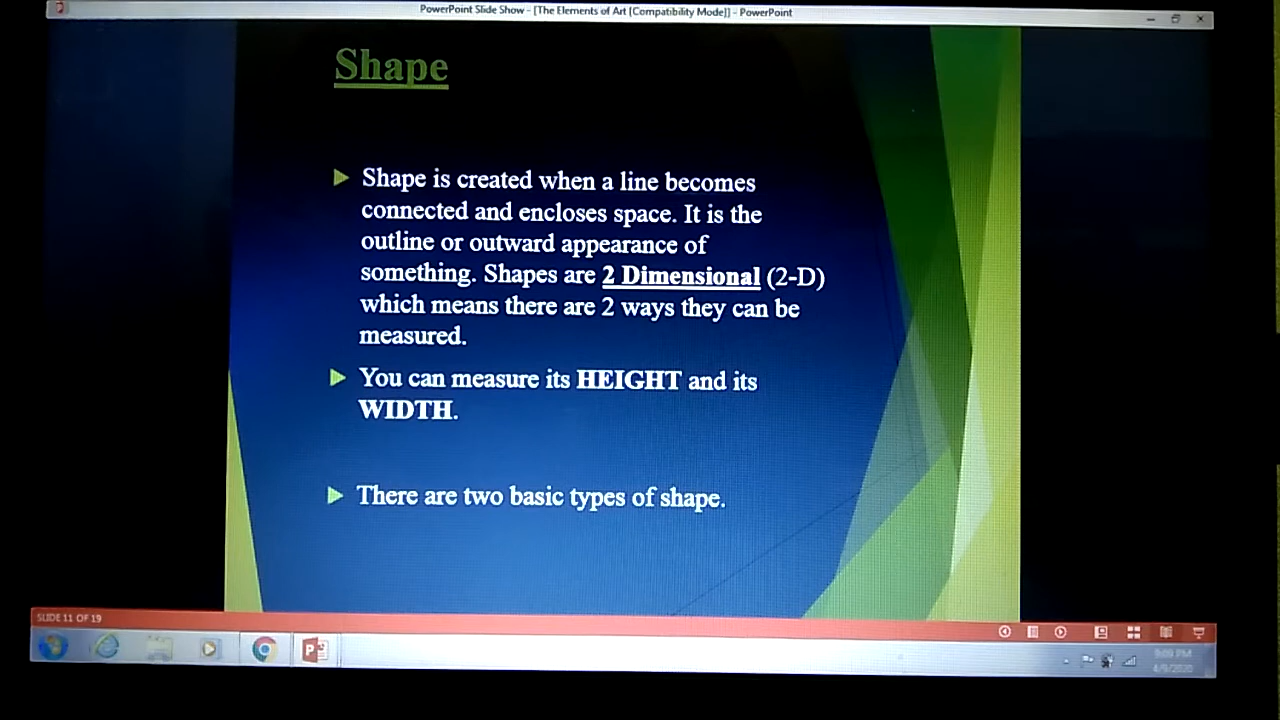 PowerPoint Slide Show - [The Elements of Art [Compatibility Mode]] - PowerPoint
Shape
Shape is created when a line becomes
connected and encloses space. It is the
outline or outward appearance of
something. Shapes are 2 Dimensional (2-D)
which means there are 2 ways they can be
measured.
You can measure its HEIGHT and its
WIDTH.
There are two basic types of shape.
SLIDE 11 OF 19